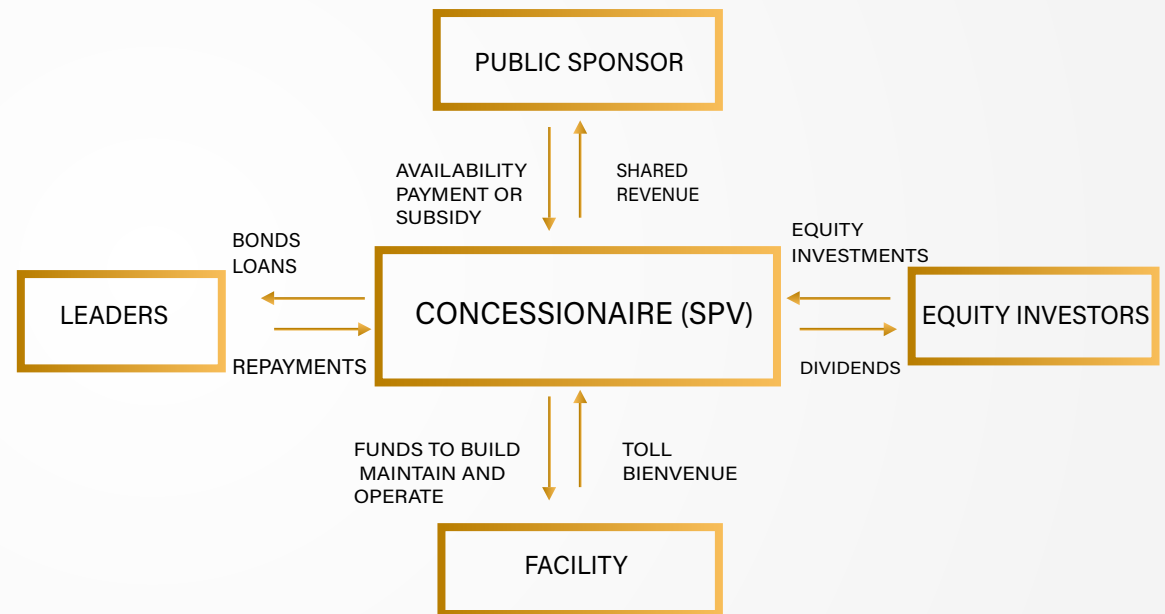 PUBLIC SPONSOR
AVAILABILITY
PAYMENT OR
SUBSIDY
SHARED
REVENUE
BONDS
LOANS
EQUITY
INVESTMENTS
LEADERS
CONCESSIONAIRE (SPV)
EQUITY INVESTORS
REPAYMENTS
DIVIDENDS
FUNDS TO BUILD
MAINTAIN AND
OPERATE
TOLL
BIENVENUE
FACILITY